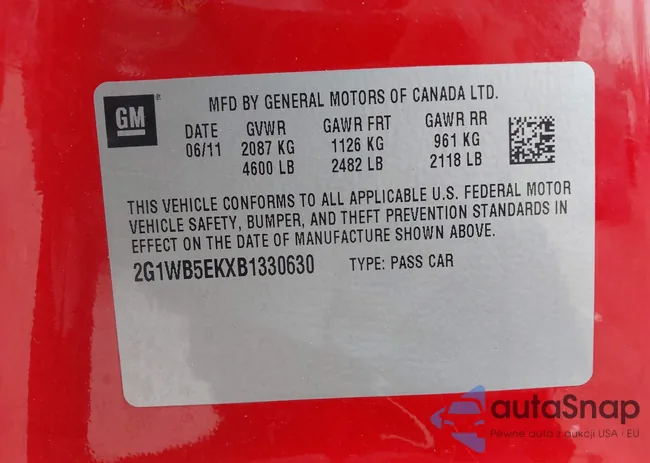 GM
MFD BY GENERAL MOTORS OF CANADA LTD.
DATE GVWR GAWR FRT GAWR RR
06/11 2087 KG 1126 KG 961 KG
4600 LB 2482 LB 2118 LB
THIS VEHICLE CONFORMS TO ALL APPLICABLE U.S. FEDERAL MOTOR
VEHICLE SAFETY, BUMPER, AND THEFT PREVENTION STANDARDS IN
EFFECT ON THE DATE OF MANUFACTURE SHOWN ABOVE.
2G1WB5EKXB1330630 TYPE: PASS CAR
autaSnap
Pewne auta z aukcji USA - EU